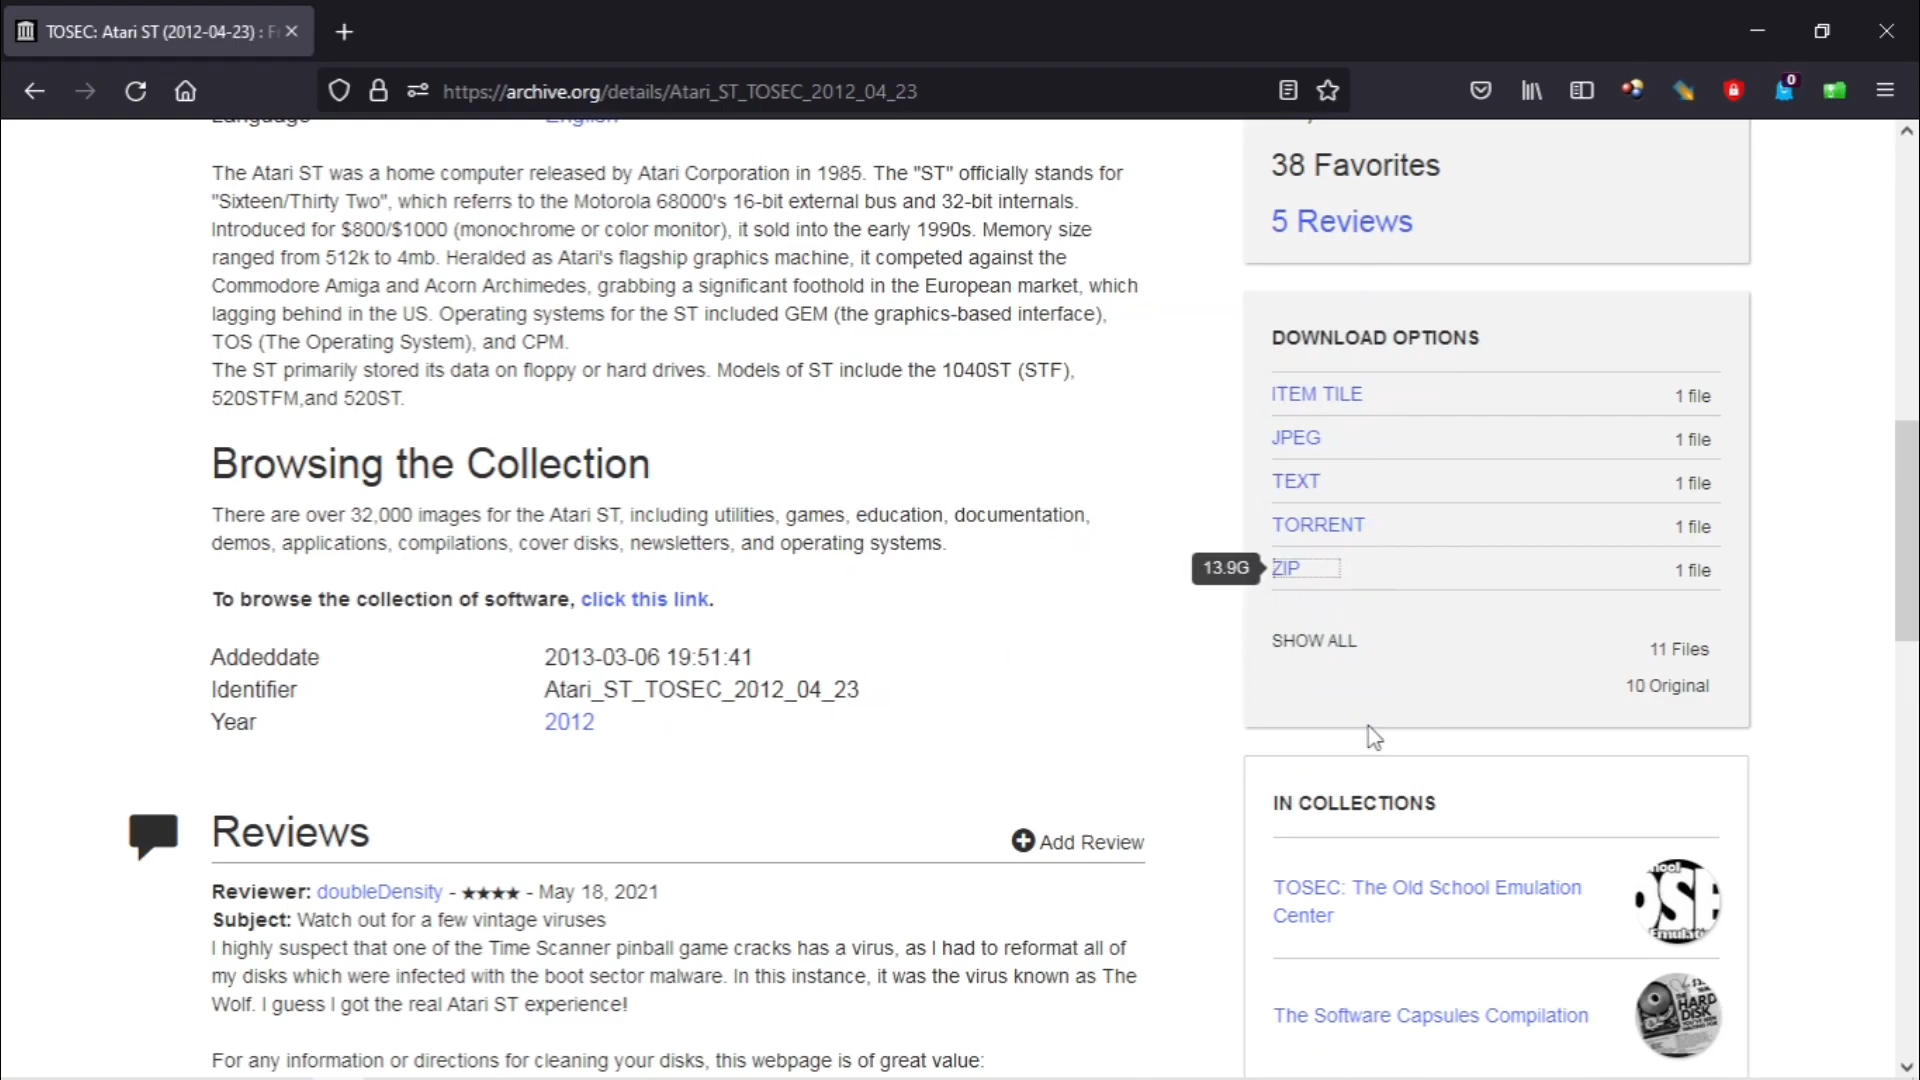 TOSEC: Atari ST (2012-04-23) : F
https://archive.org/details/Atari_ST_TOSEC_2012_04_23
0
Language English
The Atari ST was a home computer released by Atari Corporation in 1985. The "ST" officially stands for
"Sixteen/Thirty Two", which referrs to the Motorola 68000's 16-bit external bus and 32-bit internals.
Introduced for $800/$1000 (monochrome or color monitor), it sold into the early 1990s. Memory size
ranged from 512k to 4mb. Heralded as Atari's flagship graphics machine, it competed against the
Commodore Amiga and Acorn Archimedes, grabbing a significant foothold in the European market, which
lagging behind in the US. Operating systems for the ST included GEM (the graphics-based interface),
TOS (The Operating System), and CPM.
The ST primarily stored its data on floppy or hard drives. Models of ST include the 1040ST (STF),
520STFM,and 520ST.
Browsing the Collection
There are over 32,000 images for the Atari ST, including utilities, games, education, documentation,
demos, applications, compilations, cover disks, newsletters, and operating systems.
To browse the collection of software, click this link.
Addeddate 2013-03-06 19:51:41
Identifier Atari_ST_TOSEC_2012_04_23
Year 2012
Reviews
Add Review
Reviewer: doubleDensity - ★★★★ - May 18, 2021
Subject: Watch out for a few vintage viruses
I highly suspect that one of the Time Scanner pinball game cracks has a virus, as I had to reformat all of
my disks which were infected with the boot sector malware. In this instance, it was the virus known as The
Wolf. I guess I got the real Atari ST experience!
For any information or directions for cleaning your disks, this webpage is of great value:
38 Favorites
5 Reviews
DOWNLOAD OPTIONS
ITEM TILE 1 file
JPEG 1 file
TEXT 1 file
TORRENT 1 file
13.9G ZIP 1 file
SHOW ALL 11 Files
10 Original
IN COLLECTIONS
TOSEC: The Old School Emulation
Center
The Software Capsules Compilation
HARD
DISK